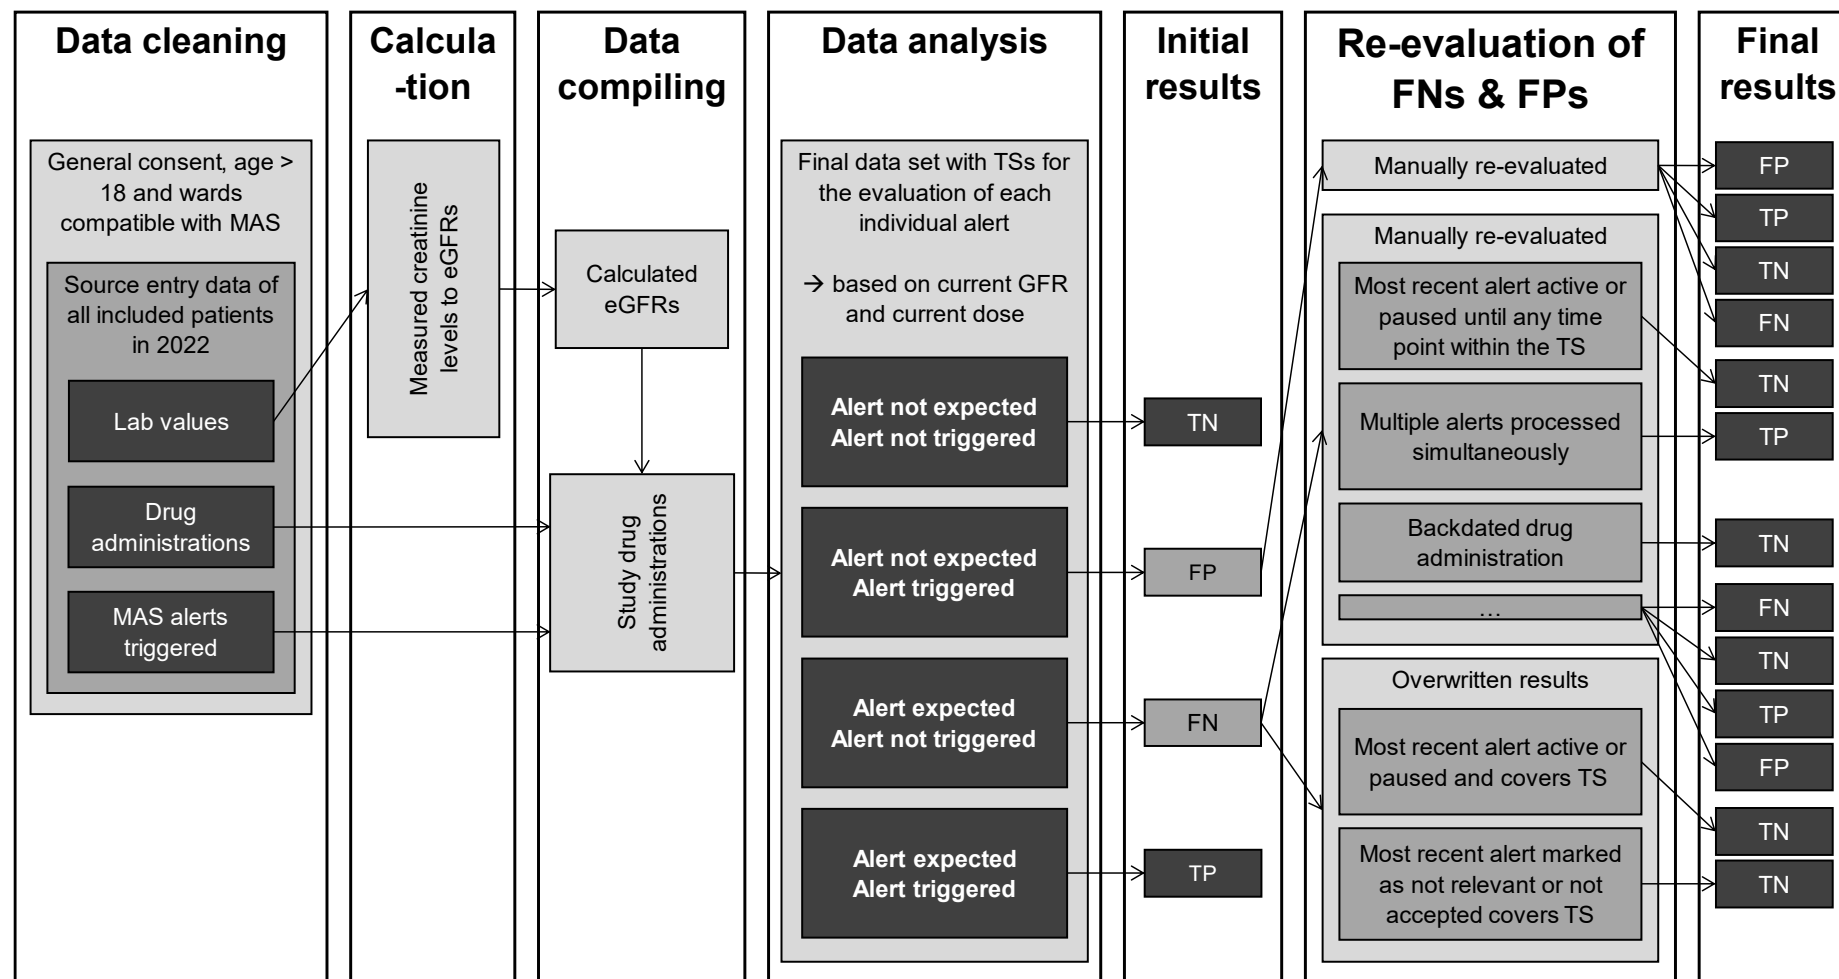 Data cleaning
General consent, age >
18 and wards
compatible with MAS
Source entry data of
all included patients
in 2022
Lab values
Drug
administrations
MAS alerts
triggered
Calcula
-tion
Measured creatinine
levels to eGFRs
Data
compiling
Calculated
eGFRs
Study drug
administrations
Data analysis
Final data set with TSs for
the evaluation of each
individual alert
→ based on current GFR
and current dose
Alert not expected
Alert not triggered
Alert not expected
Alert triggered
Alert expected
Alert not triggered
Alert expected
Alert triggered
Initial
results
TN
FP
FN
TP
Re-evaluation of
FNs & FPs
Manually re-evaluated
Manually re-evaluated
Most recent alert active or
paused until any time
point within the TS
Multiple alerts processed
simultaneously
Backdated drug
administration
…
Overwritten results
Most recent alert active or
paused and covers TS
Most recent alert marked
as not relevant or not
accepted covers TS
Final
results
FP
TP
TN
FN
TN
TP
TN
FN
TN
TP
FP
TN
TN